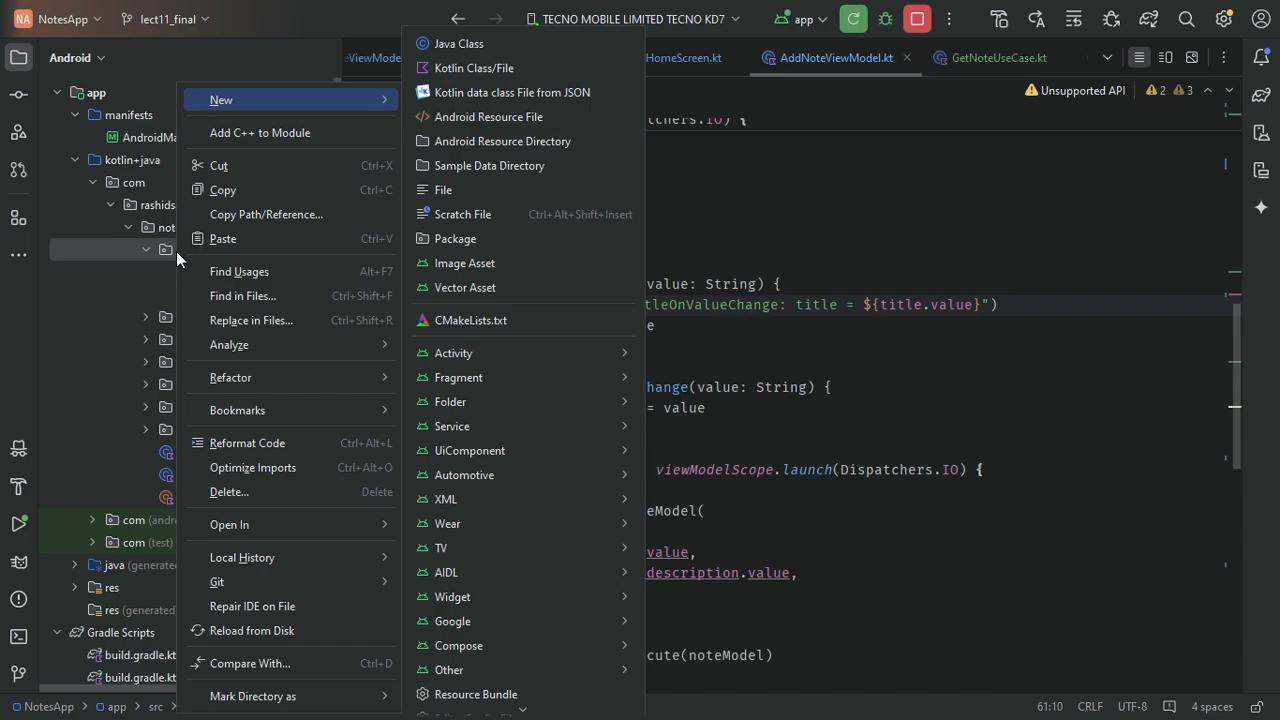 NA NotesApp lect11_final TECNO MOBILE LIMITED TECNO KD7 app
Android
eViewMode HomeScreen.kt AddNoteViewModel.kt GetNoteUseCase.kt
Unsupported API 2 3
app
manifests
AndroidMa
kotlin+java
com
rashids
not
com (andr
com (test)
java (generated
res
res (generated)
Gradle Scripts
build.gradle.kt
build.gradle.kt
New
Add C++ to Module
Cut Ctrl+X
Copy Ctrl+C
Copy Path/Reference...
Paste Ctrl+V
Find Usages Alt+F7
Find in Files... Ctrl+Shift+F
Replace in Files... Ctrl+Shift+R
Analyze
Refactor
Bookmarks
Reformat Code Ctrl+Alt+L
Optimize Imports Ctrl+Alt+O
Delete... Delete
Open In
Local History
Git
Repair IDE on File
Reload from Disk
Compare With... Ctrl+D
Mark Directory as
Java Class
Kotlin Class/File
Kotlin data class File from JSON
Android Resource File
Android Resource Directory
Sample Data Directory
File
Scratch File Ctrl+Alt+Shift+Insert
Package
Image Asset
Vector Asset
CMakeLists.txt
Activity
Fragment
Folder
Service
UiComponent
Automotive
XML
Wear
TV
AIDL
Widget
Google
Compose
Other
Resource Bundle
tchers.IO) {
value: String) {
tleOnValueChange: title = ${title.value}")
e
hange(value: String) {
= value
viewModelScope.launch(Dispatchers.IO) {
eModel(
value,
description.value,
cute(noteModel)
NotesApp app src 61:10 CRLF UTF-8 4 spaces